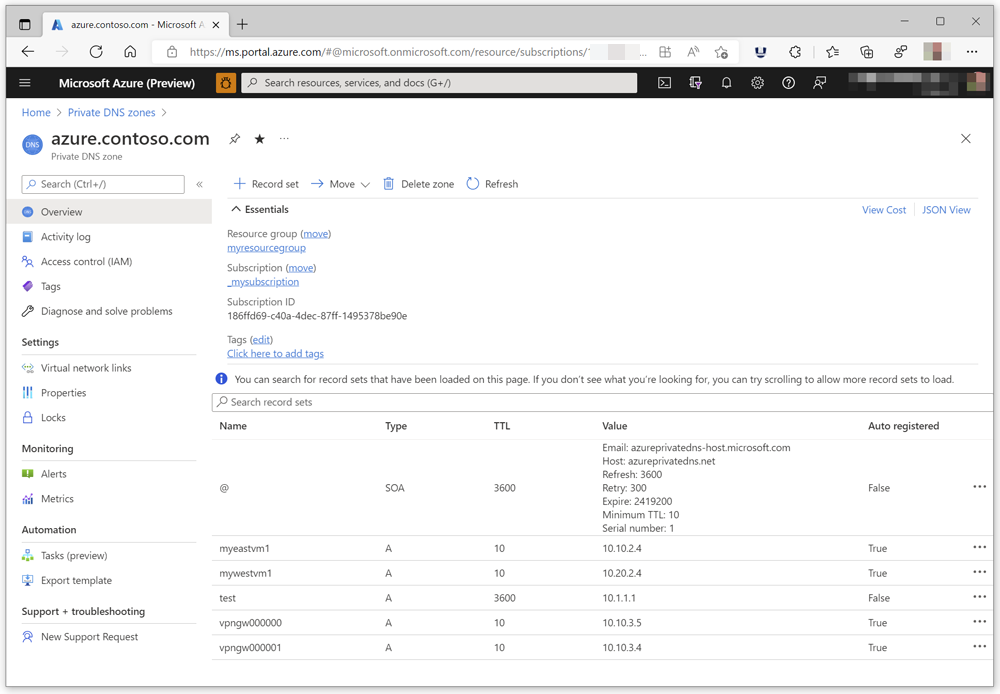 azure.contoso.com - Microsoft A
https://ms.portal.azure.com/#@microsoft.onmicrosoft.com/resource/subscriptions/
Microsoft Azure (Preview)
Search resources, services, and docs (G+/)
Home > Private DNS zones >
DNS
azure.contoso.com
Private DNS zone
Search (Ctrl+/)
Overview
Activity log
Access control (IAM)
Tags
Diagnose and solve problems
Settings
Virtual network links
Properties
Locks
Monitoring
Alerts
Metrics
Automation
Tasks (preview)
Export template
Support + troubleshooting
New Support Request
Record set Move Delete zone Refresh
Essentials
View Cost JSON View
Resource group (move)
myresourcegroup
Subscription (move)
_mysubscription
Subscription ID
186ffd69-c40a-4dec-87ff-1495378be90e
Tags (edit)
Click here to add tags
You can search for record sets that have been loaded on this page. If you don't see what you're looking for, you can try scrolling to allow more record sets to load.
Search record sets
Name Type TTL Value Auto registered
Email: azureprivatedns-host.microsoft.com
Host: azureprivatedns.net
Refresh: 3600
@ SOA 3600 Retry: 300 False
Expire: 2419200
Minimum TTL: 10
Serial number: 1
myeastvm1 A 10 10.10.2.4 True
mywestvm1 A 10 10.20.2.4 True
test A 3600 10.1.1.1 False
vpngw000000 A 10 10.10.3.5 True
vpngw000001 A 10 10.10.3.4 True